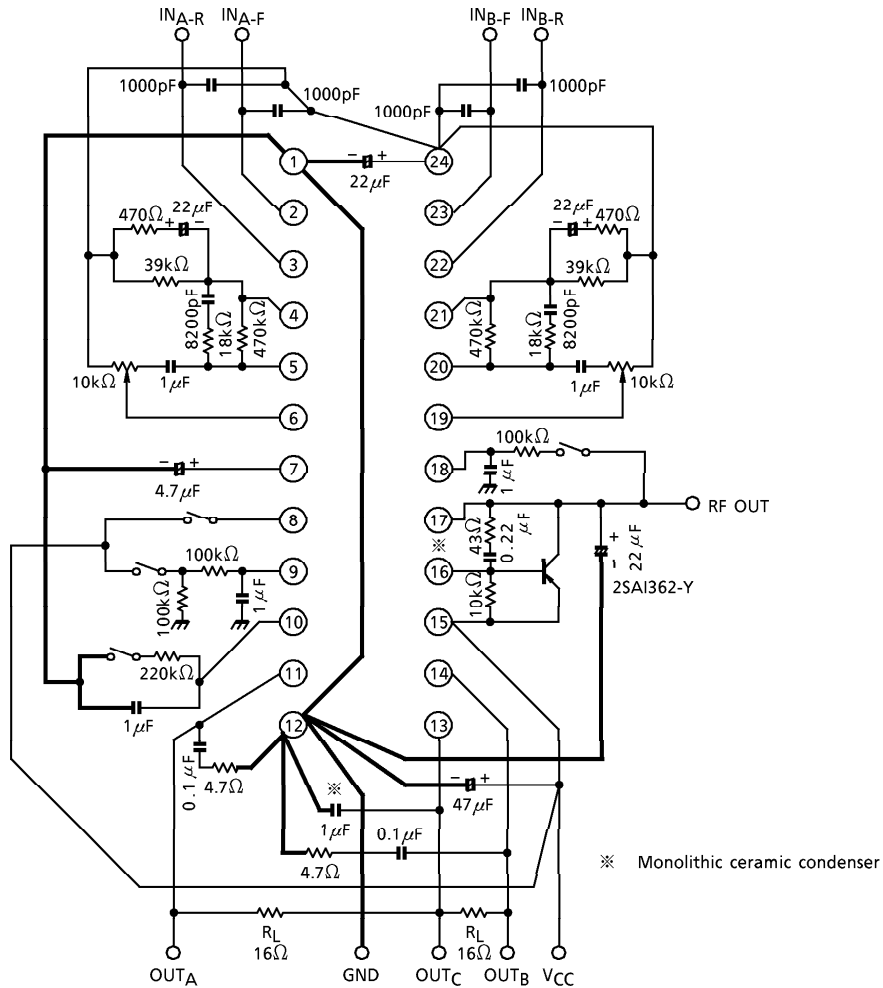 INA-R INA-F INB-F INB-R
1000pF 1000pF 1000pF 1000pF
1 − + 24
22μF
2 23
470Ω + 22μF − 22μF − + 470Ω
3 22
39kΩ 39kΩ
4 21
8200pF 18kΩ 470kΩ 470kΩ 18kΩ 8200pF
5 20
10kΩ 1μF 1μF 10kΩ
6 19
100kΩ
− + 7 18 1μF
4.7μF
RF OUT
8 17 43Ω 0.22 μF + 22μF −
※
100kΩ
9 16
100kΩ 1μF 10kΩ 2SAI362-Y
10 15
220kΩ
11 14
1μF
12 13
0.1μF 4.7Ω ※ − + 47μF
1μF 0.1μF
4.7Ω
※ Monolithic ceramic condenser
RL RL
16Ω 16Ω
OUTA GND OUTC OUTB VCC